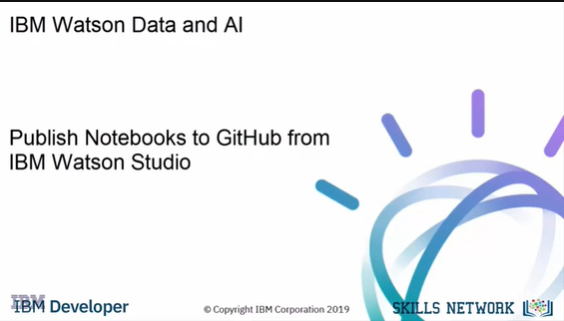 IBM Watson Data and AI
Publish Notebooks to GitHub from
IBM Watson Studio
IBM
IBM Developer
© Copyright IBM Corporation 2019
SKILLS NETWORK